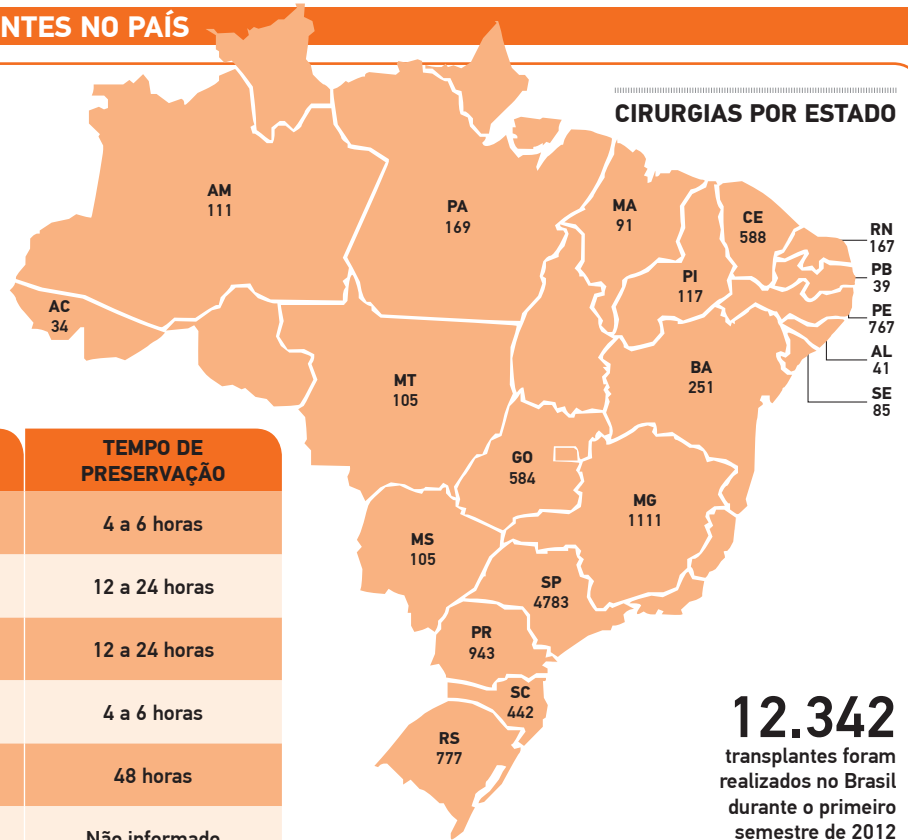 NTES NO PAÍS
CIRURGIAS POR ESTADO
AM
111
PA
169
MA
91
CE
588
RN
167
PB
39
PE
767
AL
41
SE
85
PI
117
AC
34
MT
105
BA
251
GO
584
MG
1111
MS
105
SP
4783
PR
943
SC
442
RS
777
TEMPO DE
PRESERVAÇÃO
4 a 6 horas
12 a 24 horas
12 a 24 horas
4 a 6 horas
48 horas
Não informado
12.342
transplantes foram
realizados no Brasil
durante o primeiro
semestre de 2012